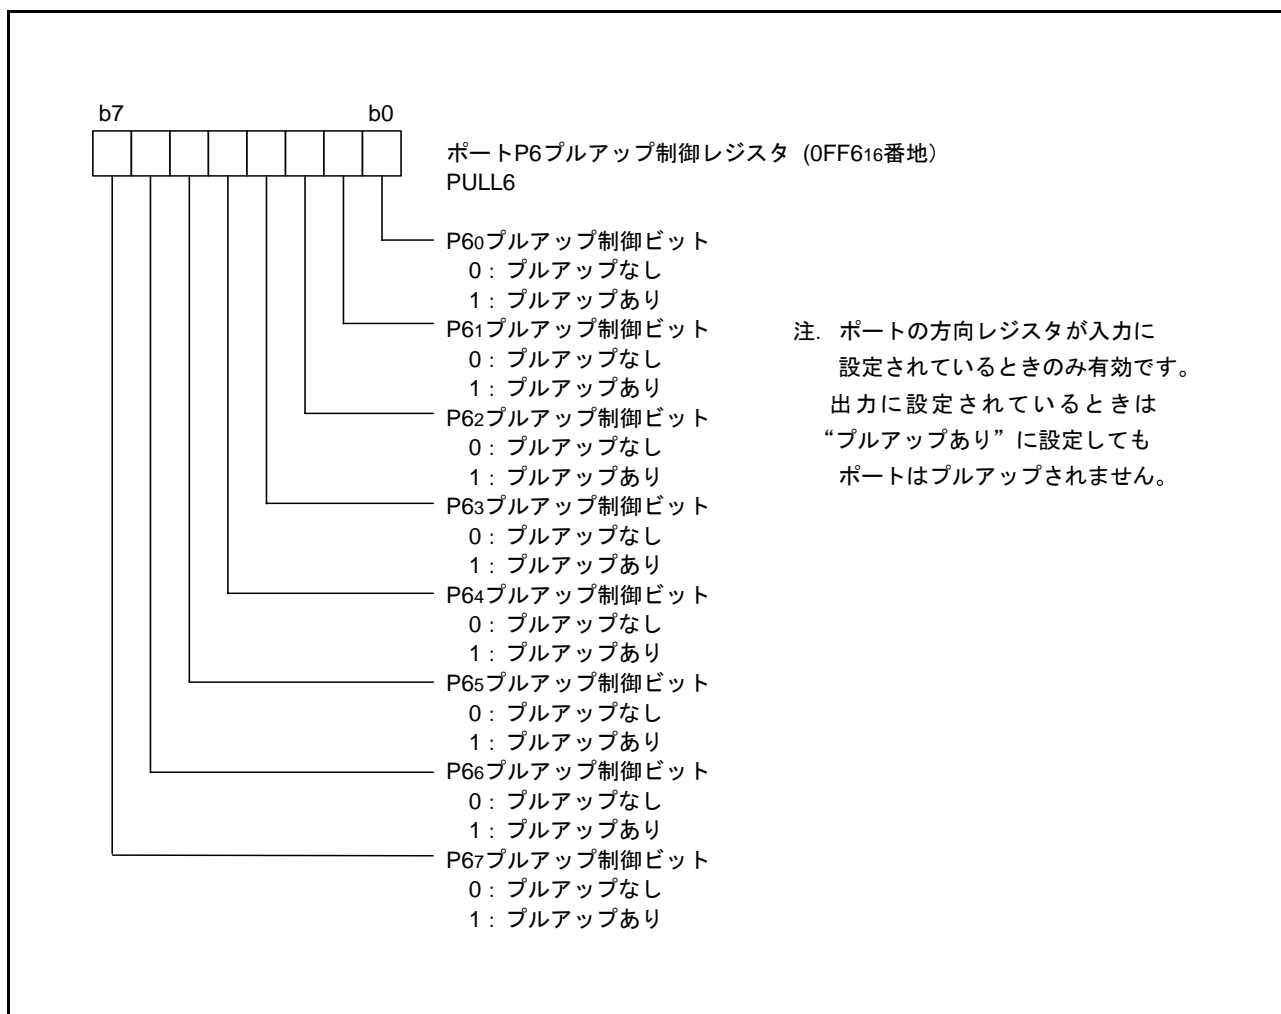 b7 b0
ポートP6プルアップ制御レジスタ (0FF616番地)
PULL6
P60プルアップ制御ビット
0：プルアップなし
1：プルアップあり
P61プルアップ制御ビット
0：プルアップなし
1：プルアップあり
P62プルアップ制御ビット
0：プルアップなし
1：プルアップあり
P63プルアップ制御ビット
0：プルアップなし
1：プルアップあり
P64プルアップ制御ビット
0：プルアップなし
1：プルアップあり
P65プルアップ制御ビット
0：プルアップなし
1：プルアップあり
P66プルアップ制御ビット
0：プルアップなし
1：プルアップあり
P67プルアップ制御ビット
0：プルアップなし
1：プルアップあり
注. ポートの方向レジスタが入力に
設定されているときのみ有効です。
出力に設定されているときは
“プルアップあり”に設定しても
ポートはプルアップされません。